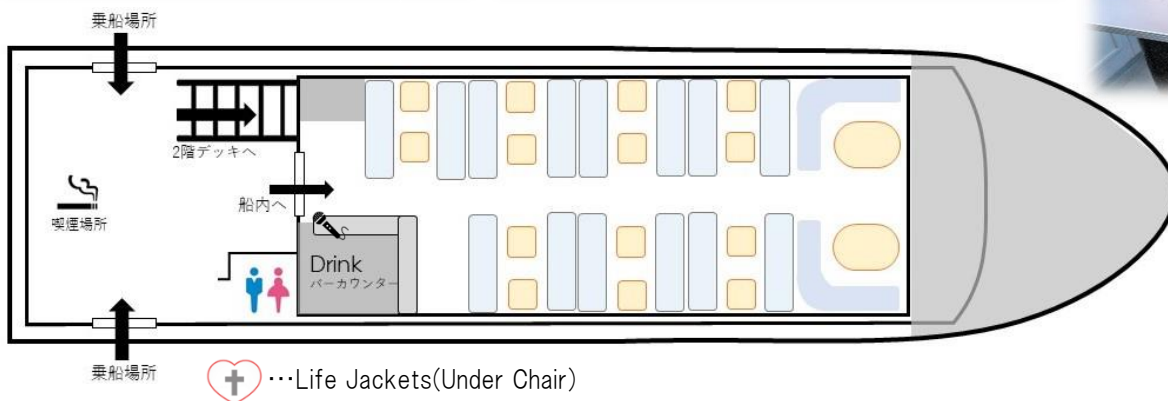 乗船場所
2階デッキへ
船内へ
喫煙場所
Drink
バーカウンター
乗船場所
…Life Jackets(Under Chair)